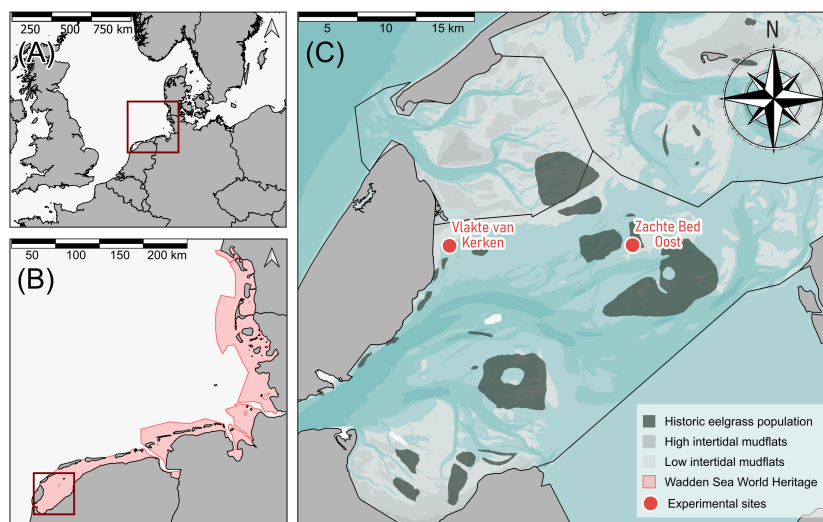 250 500 750 km
(A)
50 100 150 200 km
(B)
5 10 15 km
(C)
N
Vlakte van
Kerken
Zachte Bed
Oost
Historic eelgrass population
High intertidal mudflats
Low intertidal mudflats
Wadden Sea World Heritage
Experimental sites